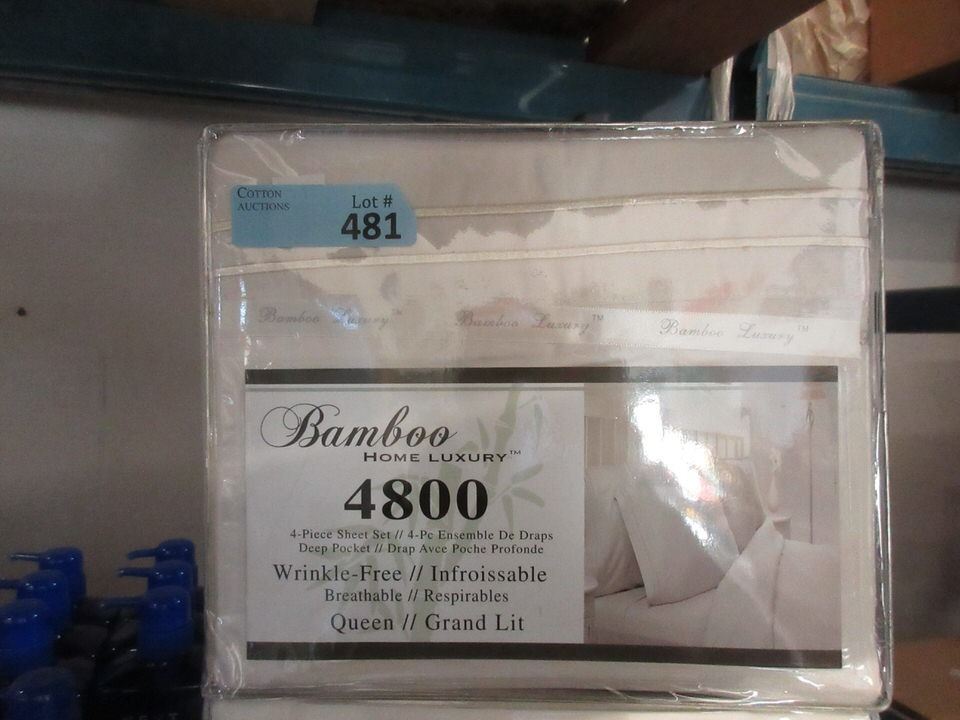 COTTON
AUCTIONS
Lot #
481
Bamboo Luxury™ Bamboo Luxury™ Bamboo Luxury™
Bamboo
HOME LUXURY™
4800
4-Piece Sheet Set // 4-Pc Ensemble De Draps
Deep Pocket // Drap Avce Poche Profonde
Wrinkle-Free // Infroissable
Breathable // Respirables
Queen // Grand Lit